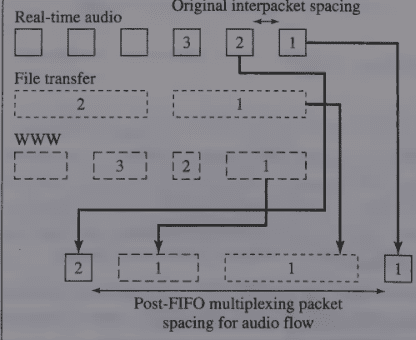 Original interpacket spacing
Real-time audio
3 2 1
File transfer
2 1
WWW
3 2 1
2 1 1 1
Post-FIFO multiplexing packet
spacing for audio flow